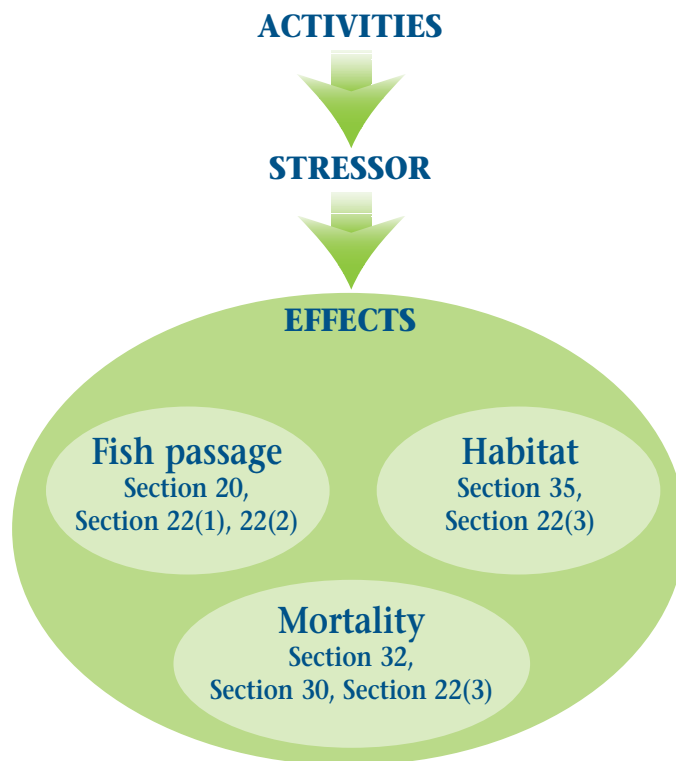 ACTIVITIES
STRESSOR
EFFECTS
Fish passage
Section 20,
Section 22(1), 22(2)
Habitat
Section 35,
Section 22(3)
Mortality
Section 32,
Section 30, Section 22(3)